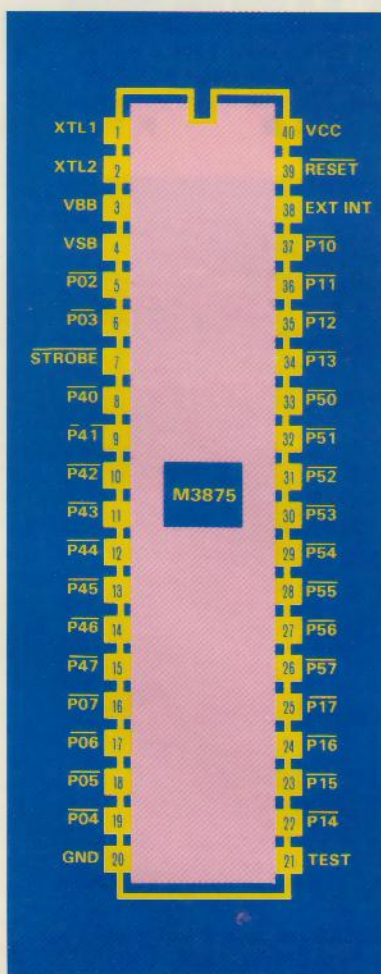 XTL1 1 40 VCC
XTL2 2 39 RESET
VBB 3 38 EXT INT
VSB 4 37 P10
P02 5 36 P11
P03 6 35 P12
STROBE 7 34 P13
P40 8 33 P50
P41 9 32 P51
P42 10 31 P52
M3875
P43 11 30 P53
P44 12 29 P54
P45 13 28 P55
P46 14 27 P56
P47 15 26 P57
P07 16 25 P17
P06 17 24 P16
P05 18 23 P15
P04 19 22 P14
GND 20 21 TEST